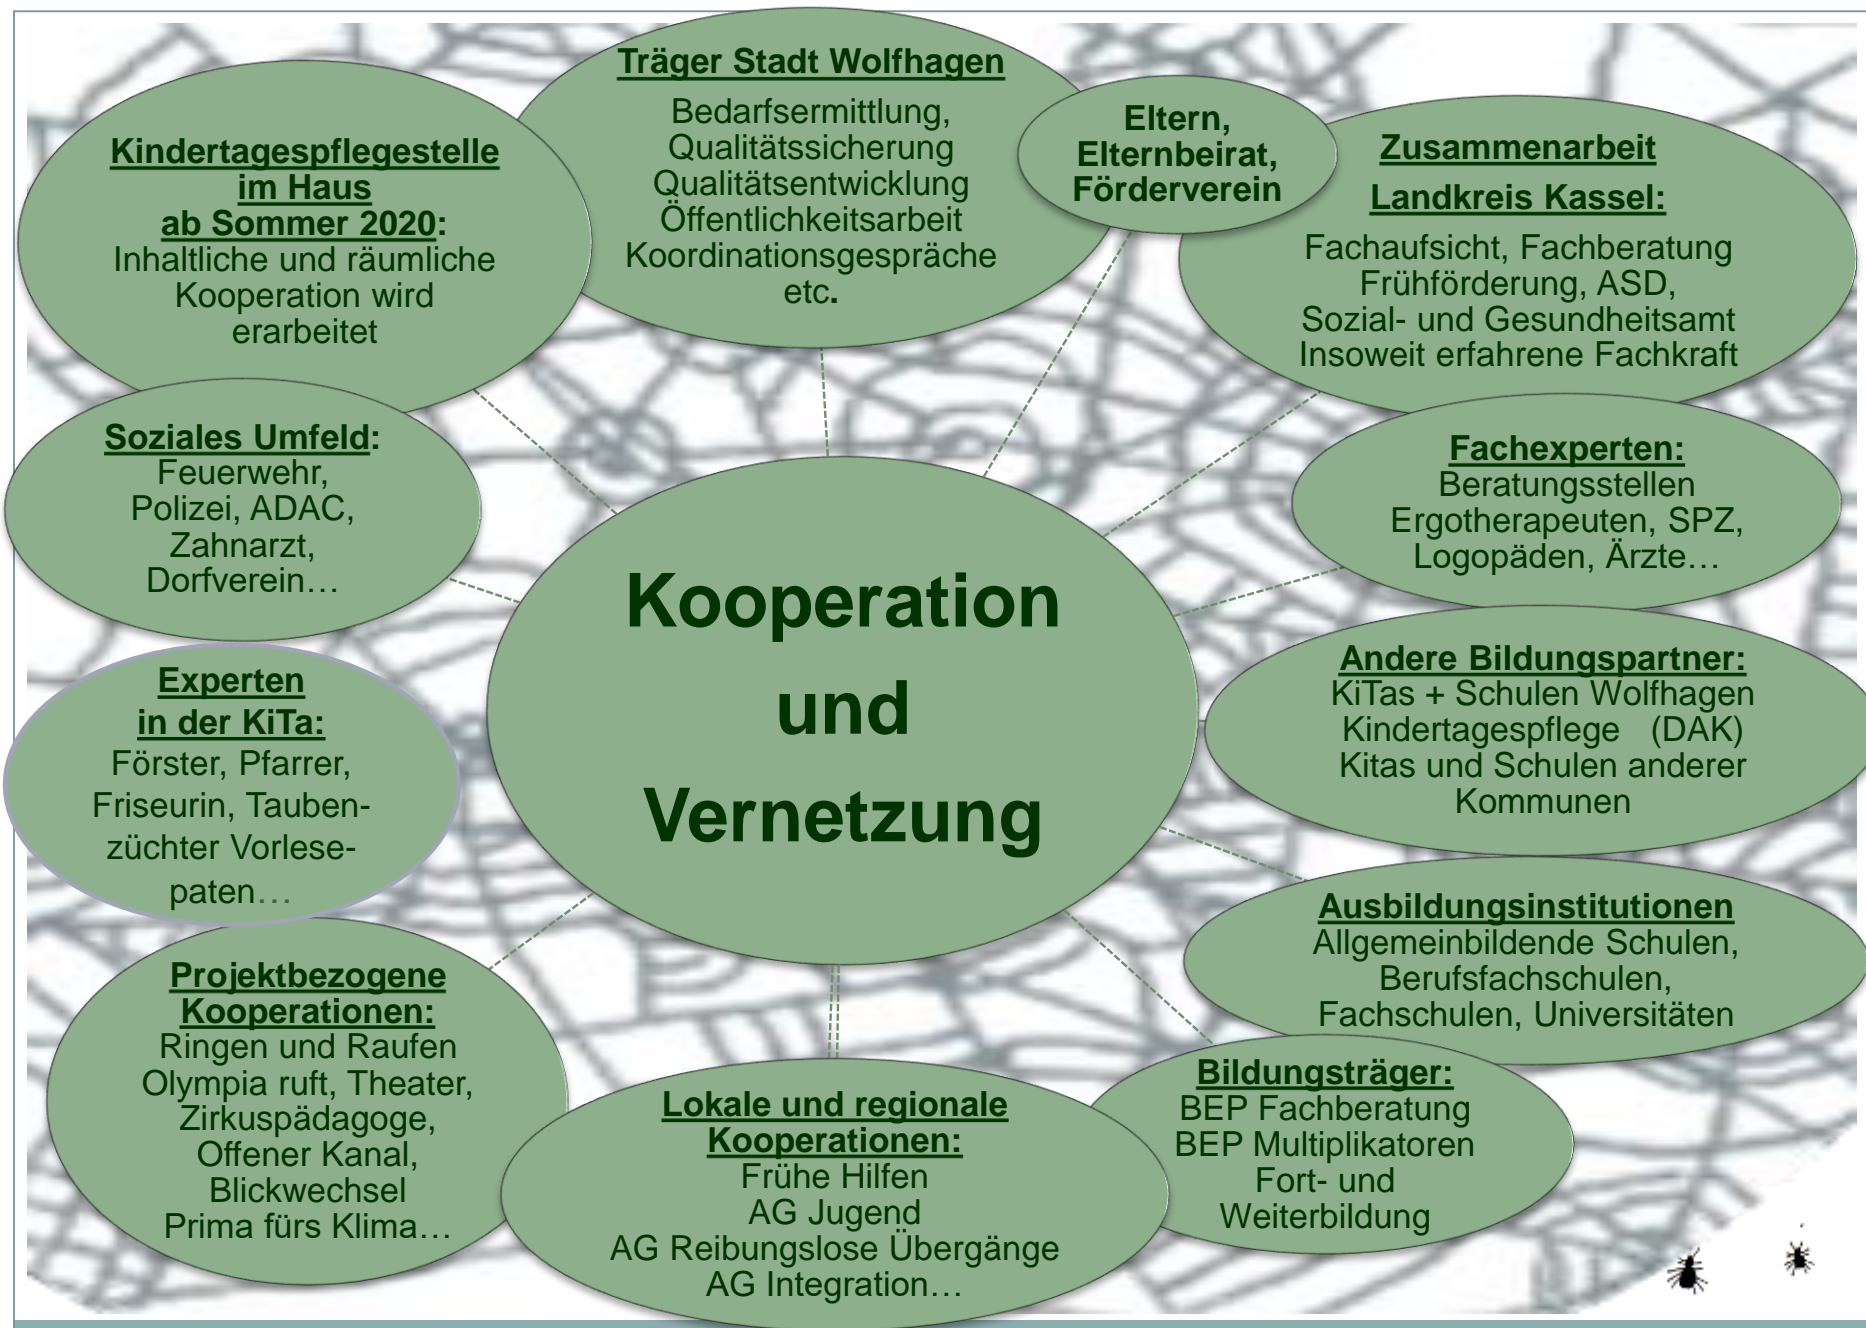 Träger Stadt Wolfhagen
Bedarfsermittlung,
Qualitätssicherung
Qualitätsentwicklung
Öffentlichkeitsarbeit
Koordinationsgespräche
etc.
Eltern,
Elternbeirat,
Förderverein
Zusammenarbeit
Landkreis Kassel:
Fachaufsicht, Fachberatung
Frühförderung, ASD,
Sozial- und Gesundheitsamt
Insoweit erfahrene Fachkraft
Kindertagespflegestelle
im Haus
ab Sommer 2020:
Inhaltliche und räumliche
Kooperation wird
erarbeitet
Soziales Umfeld:
Feuerwehr,
Polizei, ADAC,
Zahnarzt,
Dorfverein…
Fachexperten:
Beratungsstellen
Ergotherapeuten, SPZ,
Logopäden, Ärzte…
Kooperation
und
Vernetzung
Experten
in der KiTa:
Förster, Pfarrer,
Friseurin, Tauben-
züchter Vorlese-
paten…
Andere Bildungspartner:
KiTas + Schulen Wolfhagen
Kindertagespflege (DAK)
Kitas und Schulen anderer
Kommunen
Ausbildungsinstitutionen
Allgemeinbildende Schulen,
Berufsfachschulen,
Fachschulen, Universitäten
Projektbezogene
Kooperationen:
Ringen und Raufen
Olympia ruft, Theater,
Zirkuspädagoge,
Offener Kanal,
Blickwechsel
Prima fürs Klima…
Lokale und regionale
Kooperationen:
Frühe Hilfen
AG Jugend
AG Reibungslose Übergänge
AG Integration…
Bildungsträger:
BEP Fachberatung
BEP Multiplikatoren
Fort- und
Weiterbildung